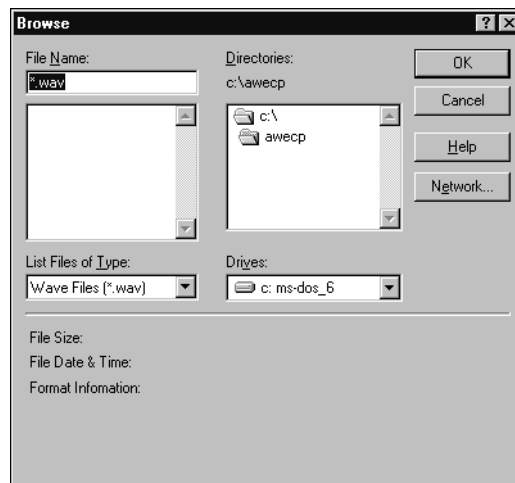 Browse
File Name:
*.wav
Directories:
c:\awecp
c:\
awecp
OK
Cancel
Help
Network...
List Files of Type:
Wave Files (*.wav)
Drives:
c: ms-dos_6
File Size:
File Date & Time:
Format Infomation: